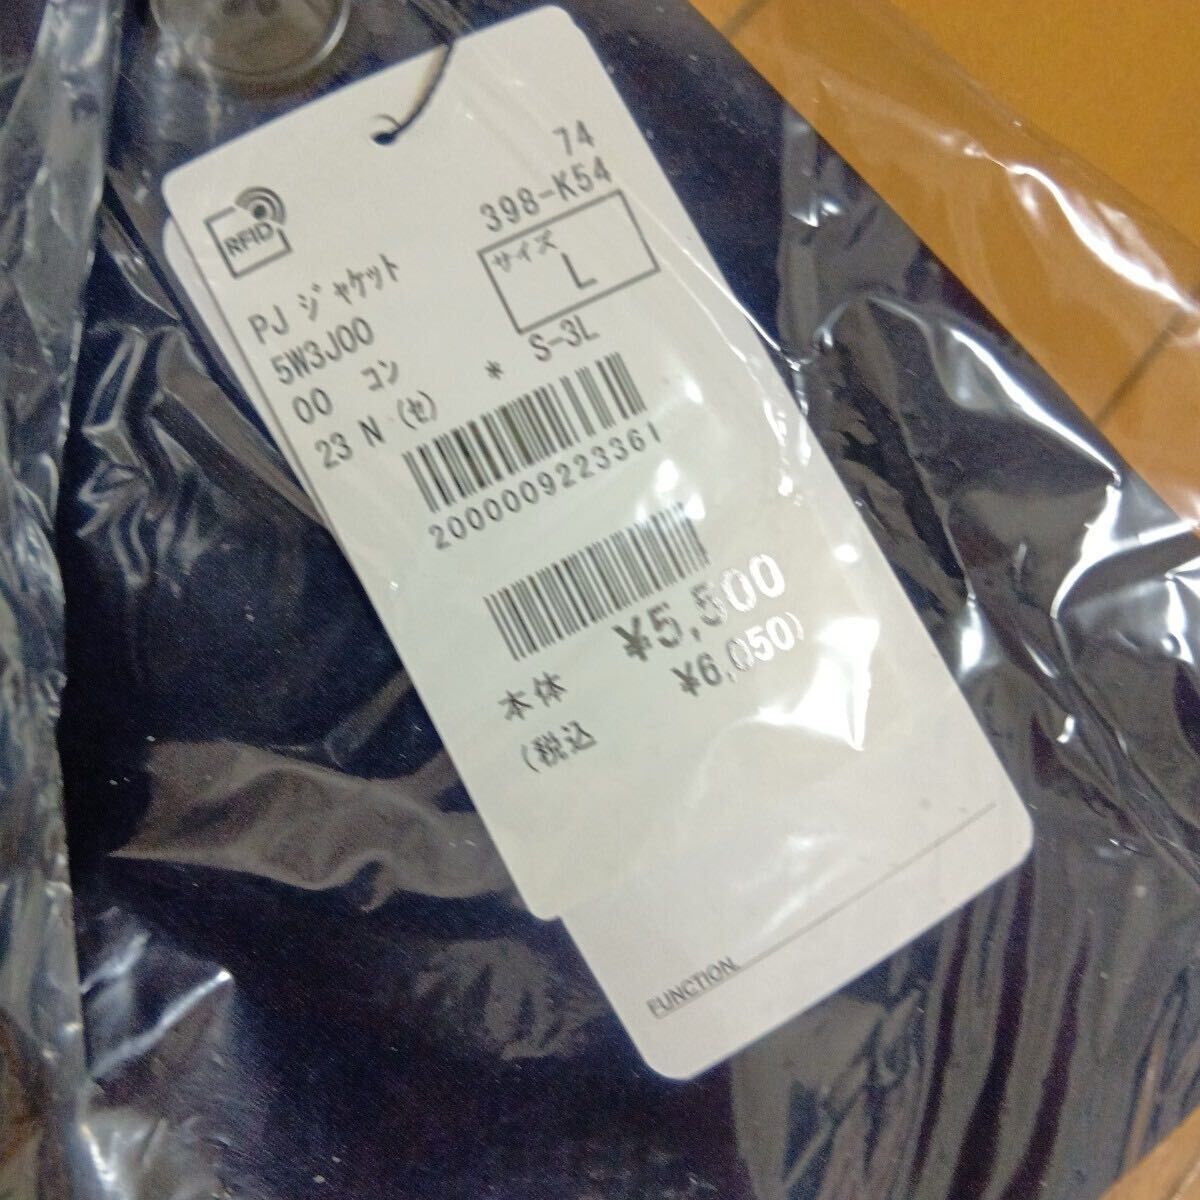 74
398-K54
RFID
サイズ
L
S-3L
PJ ジャケット
5W3J00
00 コン
23 N (セ) *
2000009223361
本体 ¥5,500
(税込 ¥6,050)
FUNCTION